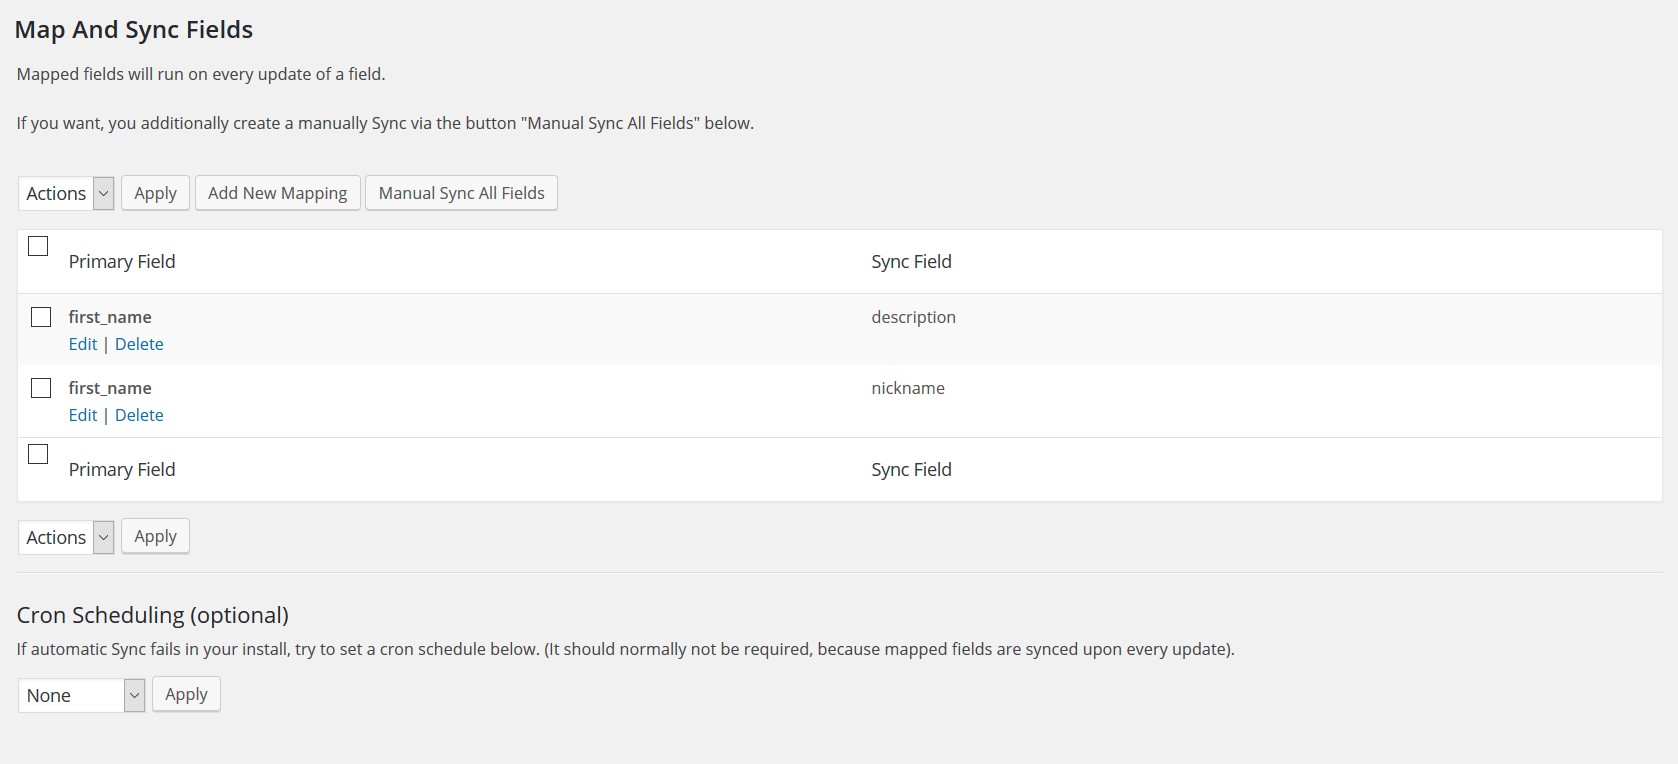 Map And Sync Fields
Mapped fields will run on every update of a field.
If you want, you additionally create a manually Sync via the button "Manual Sync All Fields" below.
Actions Apply Add New Mapping Manual Sync All Fields
Primary Field Sync Field
first_name description
Edit | Delete
first_name nickname
Edit | Delete
Primary Field Sync Field
Actions Apply
Cron Scheduling (optional)
If automatic Sync fails in your install, try to set a cron schedule below. (It should normally not be required, because mapped fields are synced upon every update).
None Apply